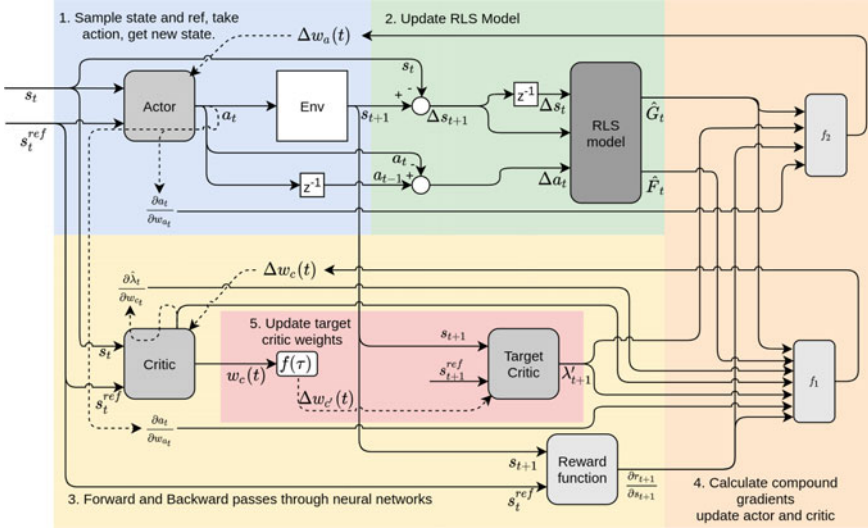 1. Sample state and ref, take
action, get new state.
2. Update RLS Model
Δw_a(t)
s_t
s_t
s_t^{ref}
Actor
a_t
Env
s_{t+1}
+
-
Δs_{t+1}
z⁻¹
Δs_t
RLS
model
Ĝ_t
f₂
a_t
-
a_{t−1}
+
z⁻¹
Δa_t
F̂_t
∂a_t/∂w_{a_t}
Δw_c(t)
∂λ̂_t/∂w_{c_t}
5. Update target
critic weights
s_t
Critic
s_t^{ref}
w_c(t)
f(τ)
Δw_{c'}(t)
s_{t+1}
s_{t+1}^{ref}
Target
Critic
λ'_{t+1}
f₁
∂a_t/∂w_{a_t}
s_{t+1}
Reward
function
∂r_{t+1}/∂s_{t+1}
s_t^{ref}
3. Forward and Backward passes through neural networks
4. Calculate compound
gradients
update actor and critic